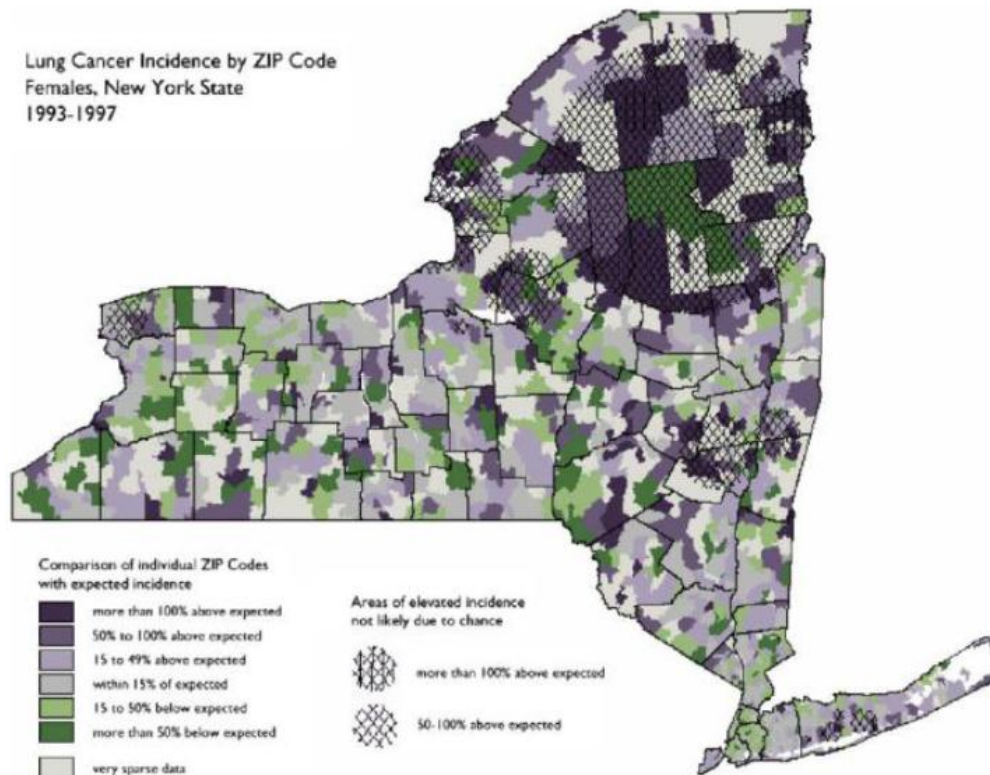 Lung Cancer Incidence by ZIP Code
Females, New York State
1993-1997
Comparison of individual ZIP Codes
with expected incidence
more than 100% above expected
50% to 100% above expected
15 to 49% above expected
within 15% of expected
15 to 50% below expected
more than 50% below expected
very sparse data
Areas of elevated incidence
not likely due to chance
more than 100% above expected
50-100% above expected